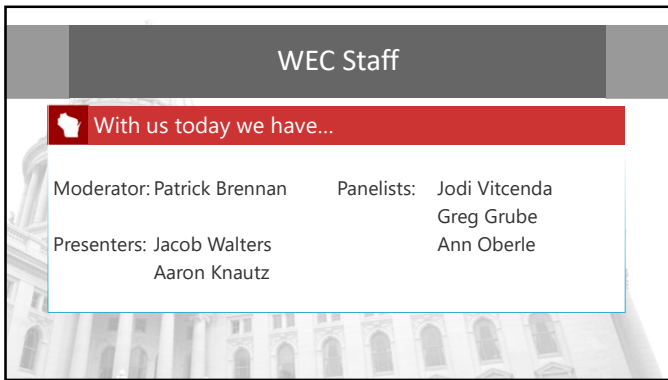 WEC Staff
With us today we have...
Moderator: Patrick Brennan
Presenters: Jacob Walters
Aaron Knautz
Panelists: Jodi Vitcenda
Greg Grube
Ann Oberle